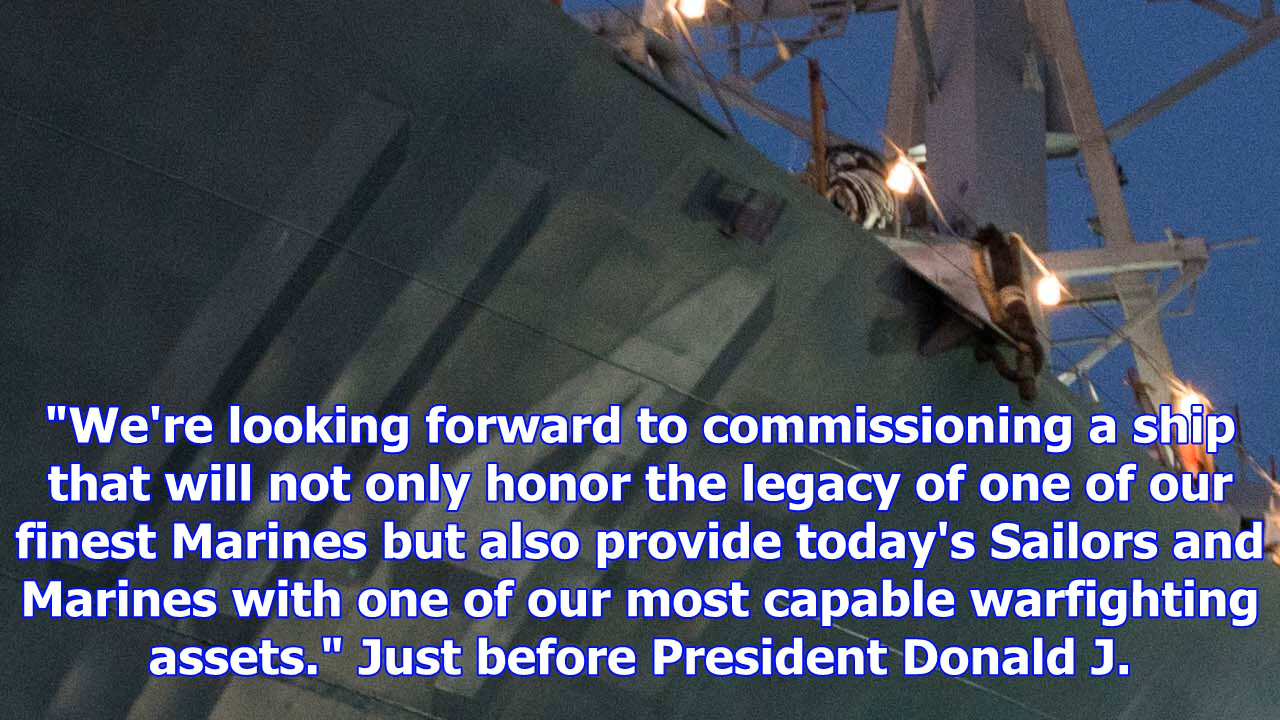 "We're looking forward to commissioning a ship
that will not only honor the legacy of one of our
finest Marines but also provide today's Sailors and
Marines with one of our most capable warfighting
assets." Just before President Donald J.